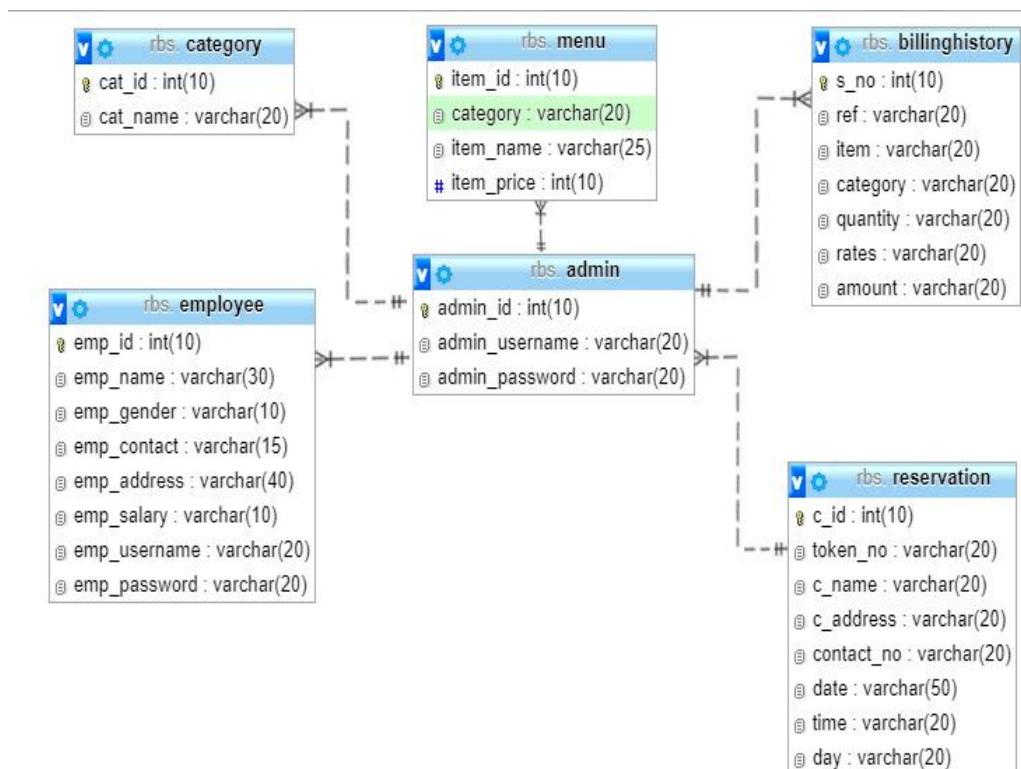 rbs. category
cat_id : int(10)
cat_name : varchar(20)
rbs. menu
item_id : int(10)
category : varchar(20)
item_name : varchar(25)
# item_price : int(10)
rbs. billinghistory
s_no : int(10)
ref : varchar(20)
item : varchar(20)
category : varchar(20)
quantity : varchar(20)
rates : varchar(20)
amount : varchar(20)
rbs. employee
emp_id : int(10)
emp_name : varchar(30)
emp_gender : varchar(10)
emp_contact : varchar(15)
emp_address : varchar(40)
emp_salary : varchar(10)
emp_username : varchar(20)
emp_password : varchar(20)
rbs. admin
admin_id : int(10)
admin_username : varchar(20)
admin_password : varchar(20)
rbs. reservation
c_id : int(10)
token_no : varchar(20)
c_name : varchar(20)
c_address : varchar(20)
contact_no : varchar(20)
date : varchar(50)
time : varchar(20)
day : varchar(20)